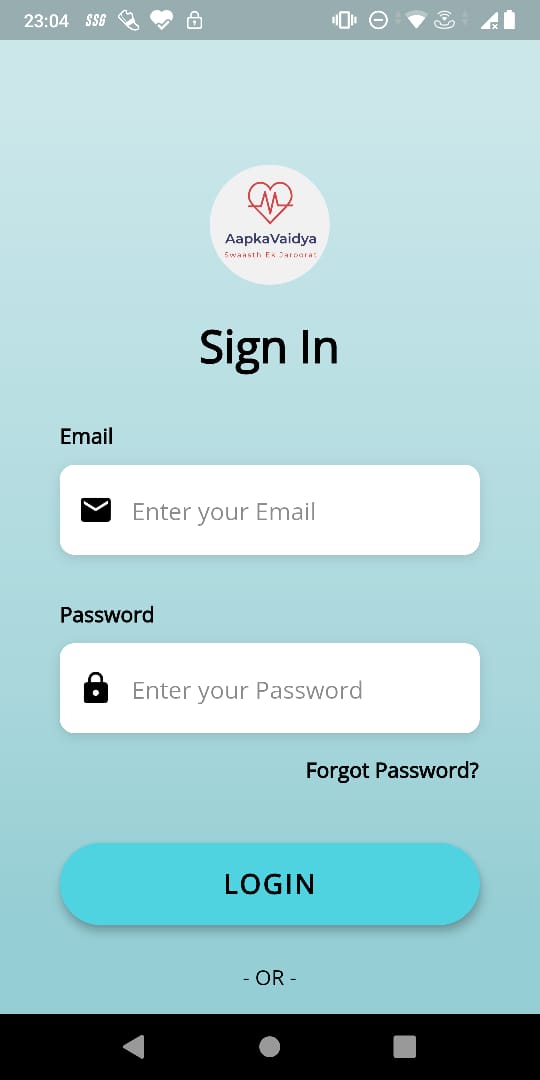 23:04 SSG
AapkaVaidya
Swaasth Ek Jaroorat
Sign In
Email
Enter your Email
Password
Enter your Password
Forgot Password?
LOGIN
- OR -